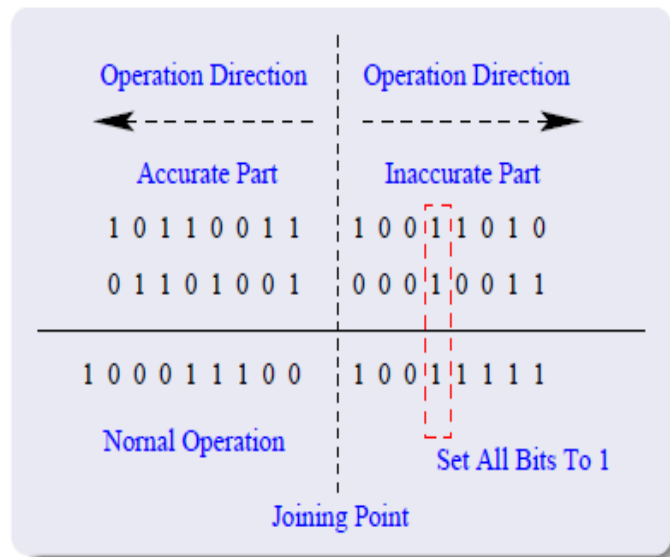 Operation Direction Operation Direction
Accurate Part Inaccurate Part
1 0 1 1 0 0 1 1 1 0 0 1 1 0 1 0
0 1 1 0 1 0 0 1 0 0 0 1 0 0 1 1
1 0 0 0 1 1 1 0 0 1 0 0 1 1 1 1 1
Nornal Operation
Set All Bits To 1
Joining Point